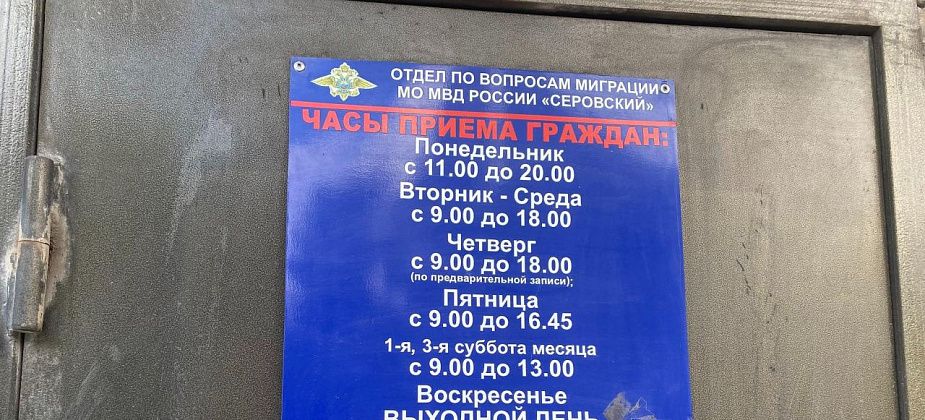 ОТДЕЛ ПО ВОПРОСАМ МИГРАЦИИ
МО МВД РОССИИ «СЕРОВСКИЙ»
ЧАСЫ ПРИЕМА ГРАЖДАН:
Понедельник
с 11.00 до 20.00
Вторник - Среда
с 9.00 до 18.00
Четверг
с 9.00 до 18.00
(по предварительной записи);
Пятница
с 9.00 до 16.45
1-я, 3-я суббота месяца
с 9.00 до 13.00
Воскресенье
ВЫХОДНОЙ ДЕНЬ